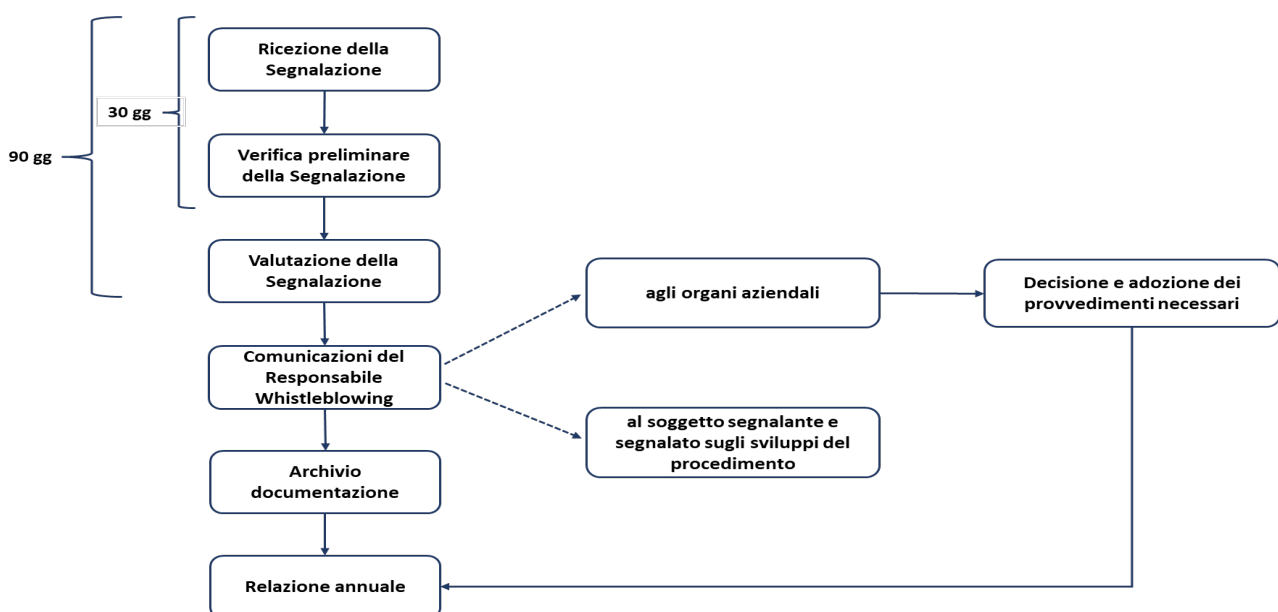 Ricezione della
Segnalazione
30 gg
Verifica preliminare
della Segnalazione
90 gg
Valutazione della
Segnalazione
agli organi aziendali
Decisione e adozione dei
provvedimenti necessari
Comunicazioni del
Responsabile
Whistleblowing
al soggetto segnalante e
segnalato sugli sviluppi del
procedimento
Archivio
documentazione
Relazione annuale